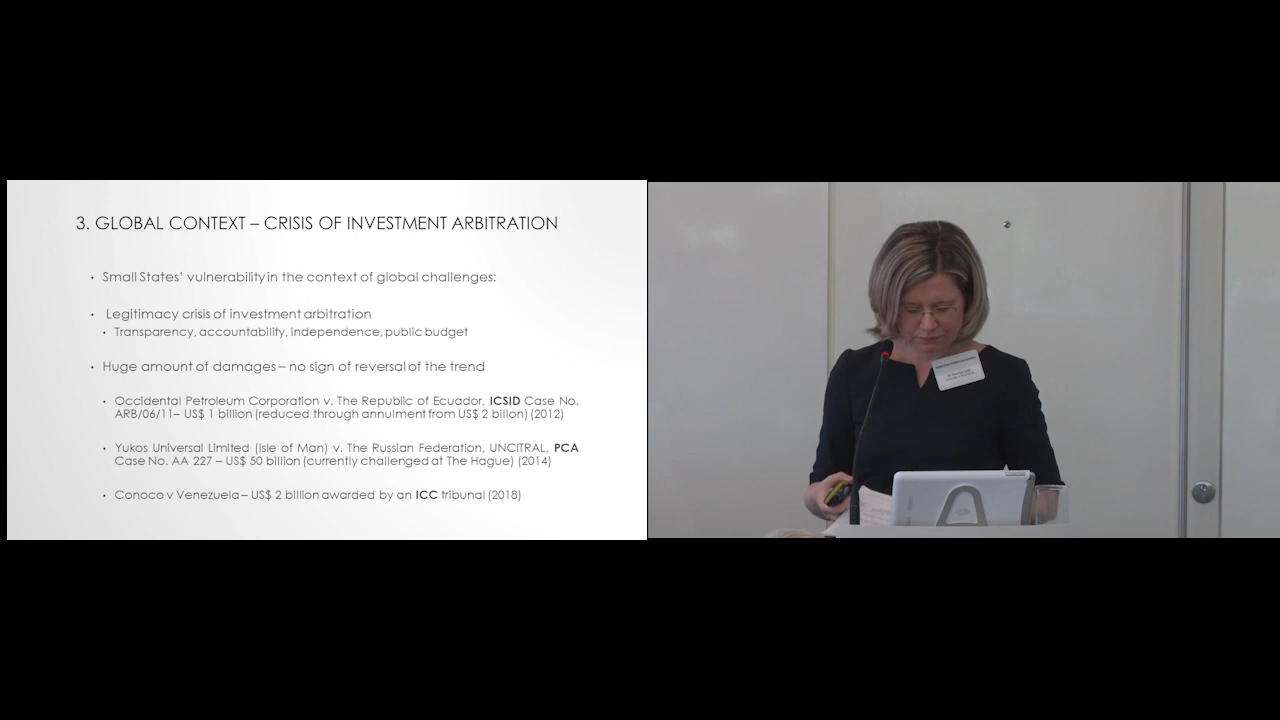 3. GLOBAL CONTEXT – CRISIS OF INVESTMENT ARBITRATION
• Small States' vulnerability in the context of global challenges:
• Legitimacy crisis of investment arbitration
• Transparency, accountability, independence, public budget
• Huge amount of damages – no sign of reversal of the trend
• Occidental Petroleum Corporation v. The Republic of Ecuador, ICSID Case No.
ARB/06/11– US$ 1 billion (reduced through annulment from US$ 2 billon) (2012)
• Yukos Universal Limited (Isle of Man) v. The Russian Federation, UNCITRAL, PCA
Case No. AA 227 – US$ 50 billion (currently challenged at The Hague) (2014)
• Conoco v Venezuela – US$ 2 billion awarded by an ICC tribunal (2018)